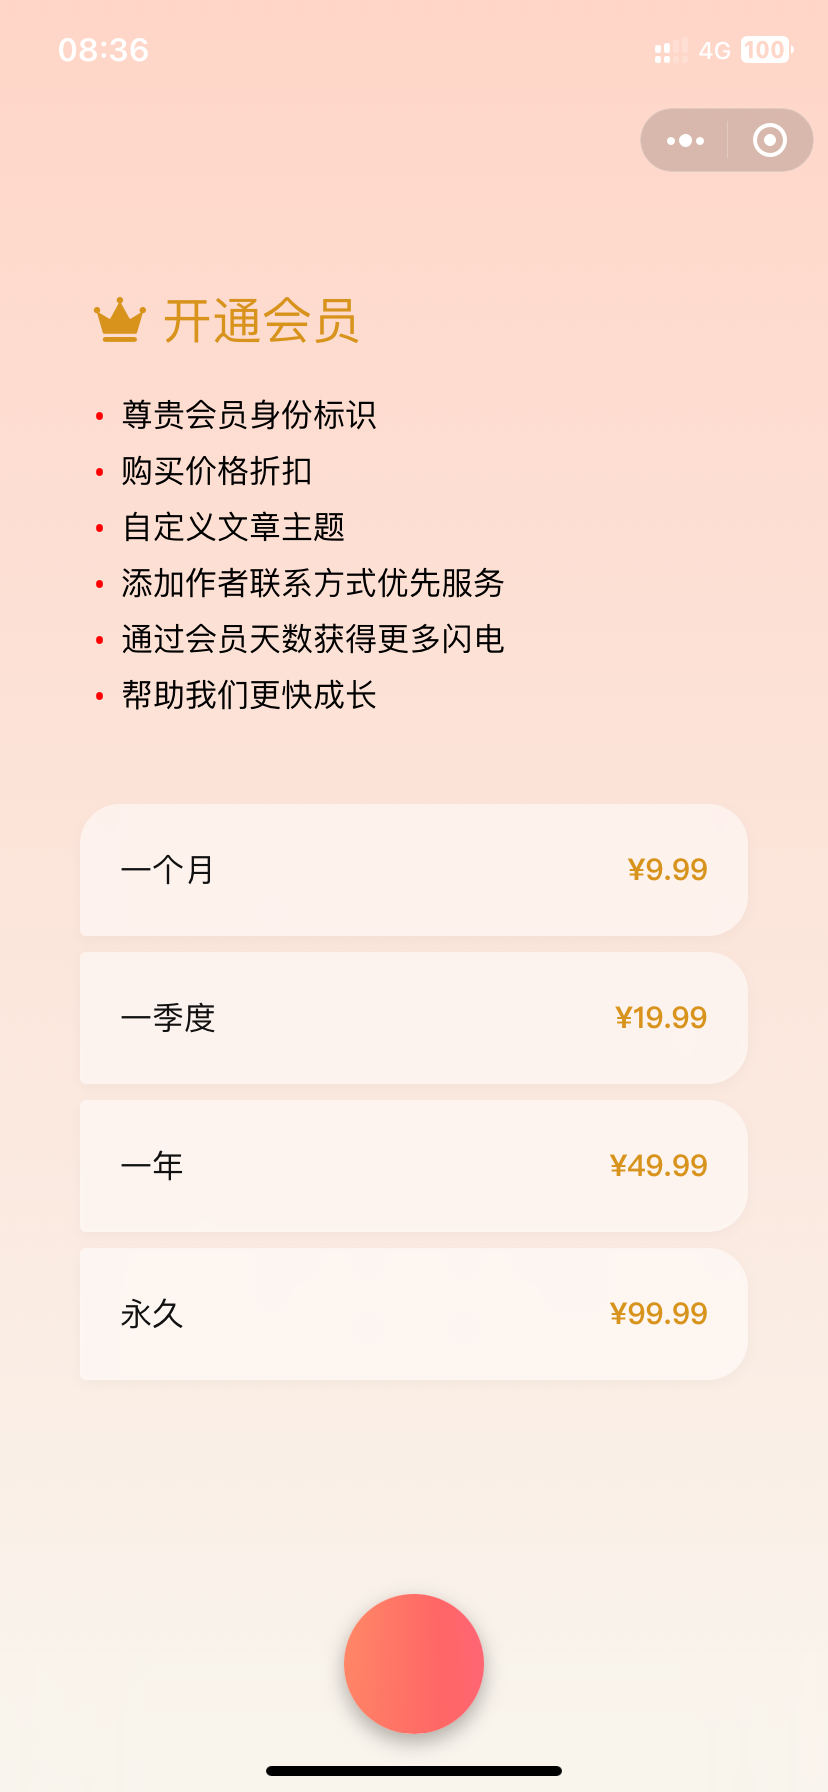 08:36 4G 100
开通会员
• 尊贵会员身份标识
• 购买价格折扣
• 自定义文章主题
• 添加作者联系方式优先服务
• 通过会员天数获得更多闪电
• 帮助我们更快成长
一个月 ¥9.99
一季度 ¥19.99
一年 ¥49.99
永久 ¥99.99